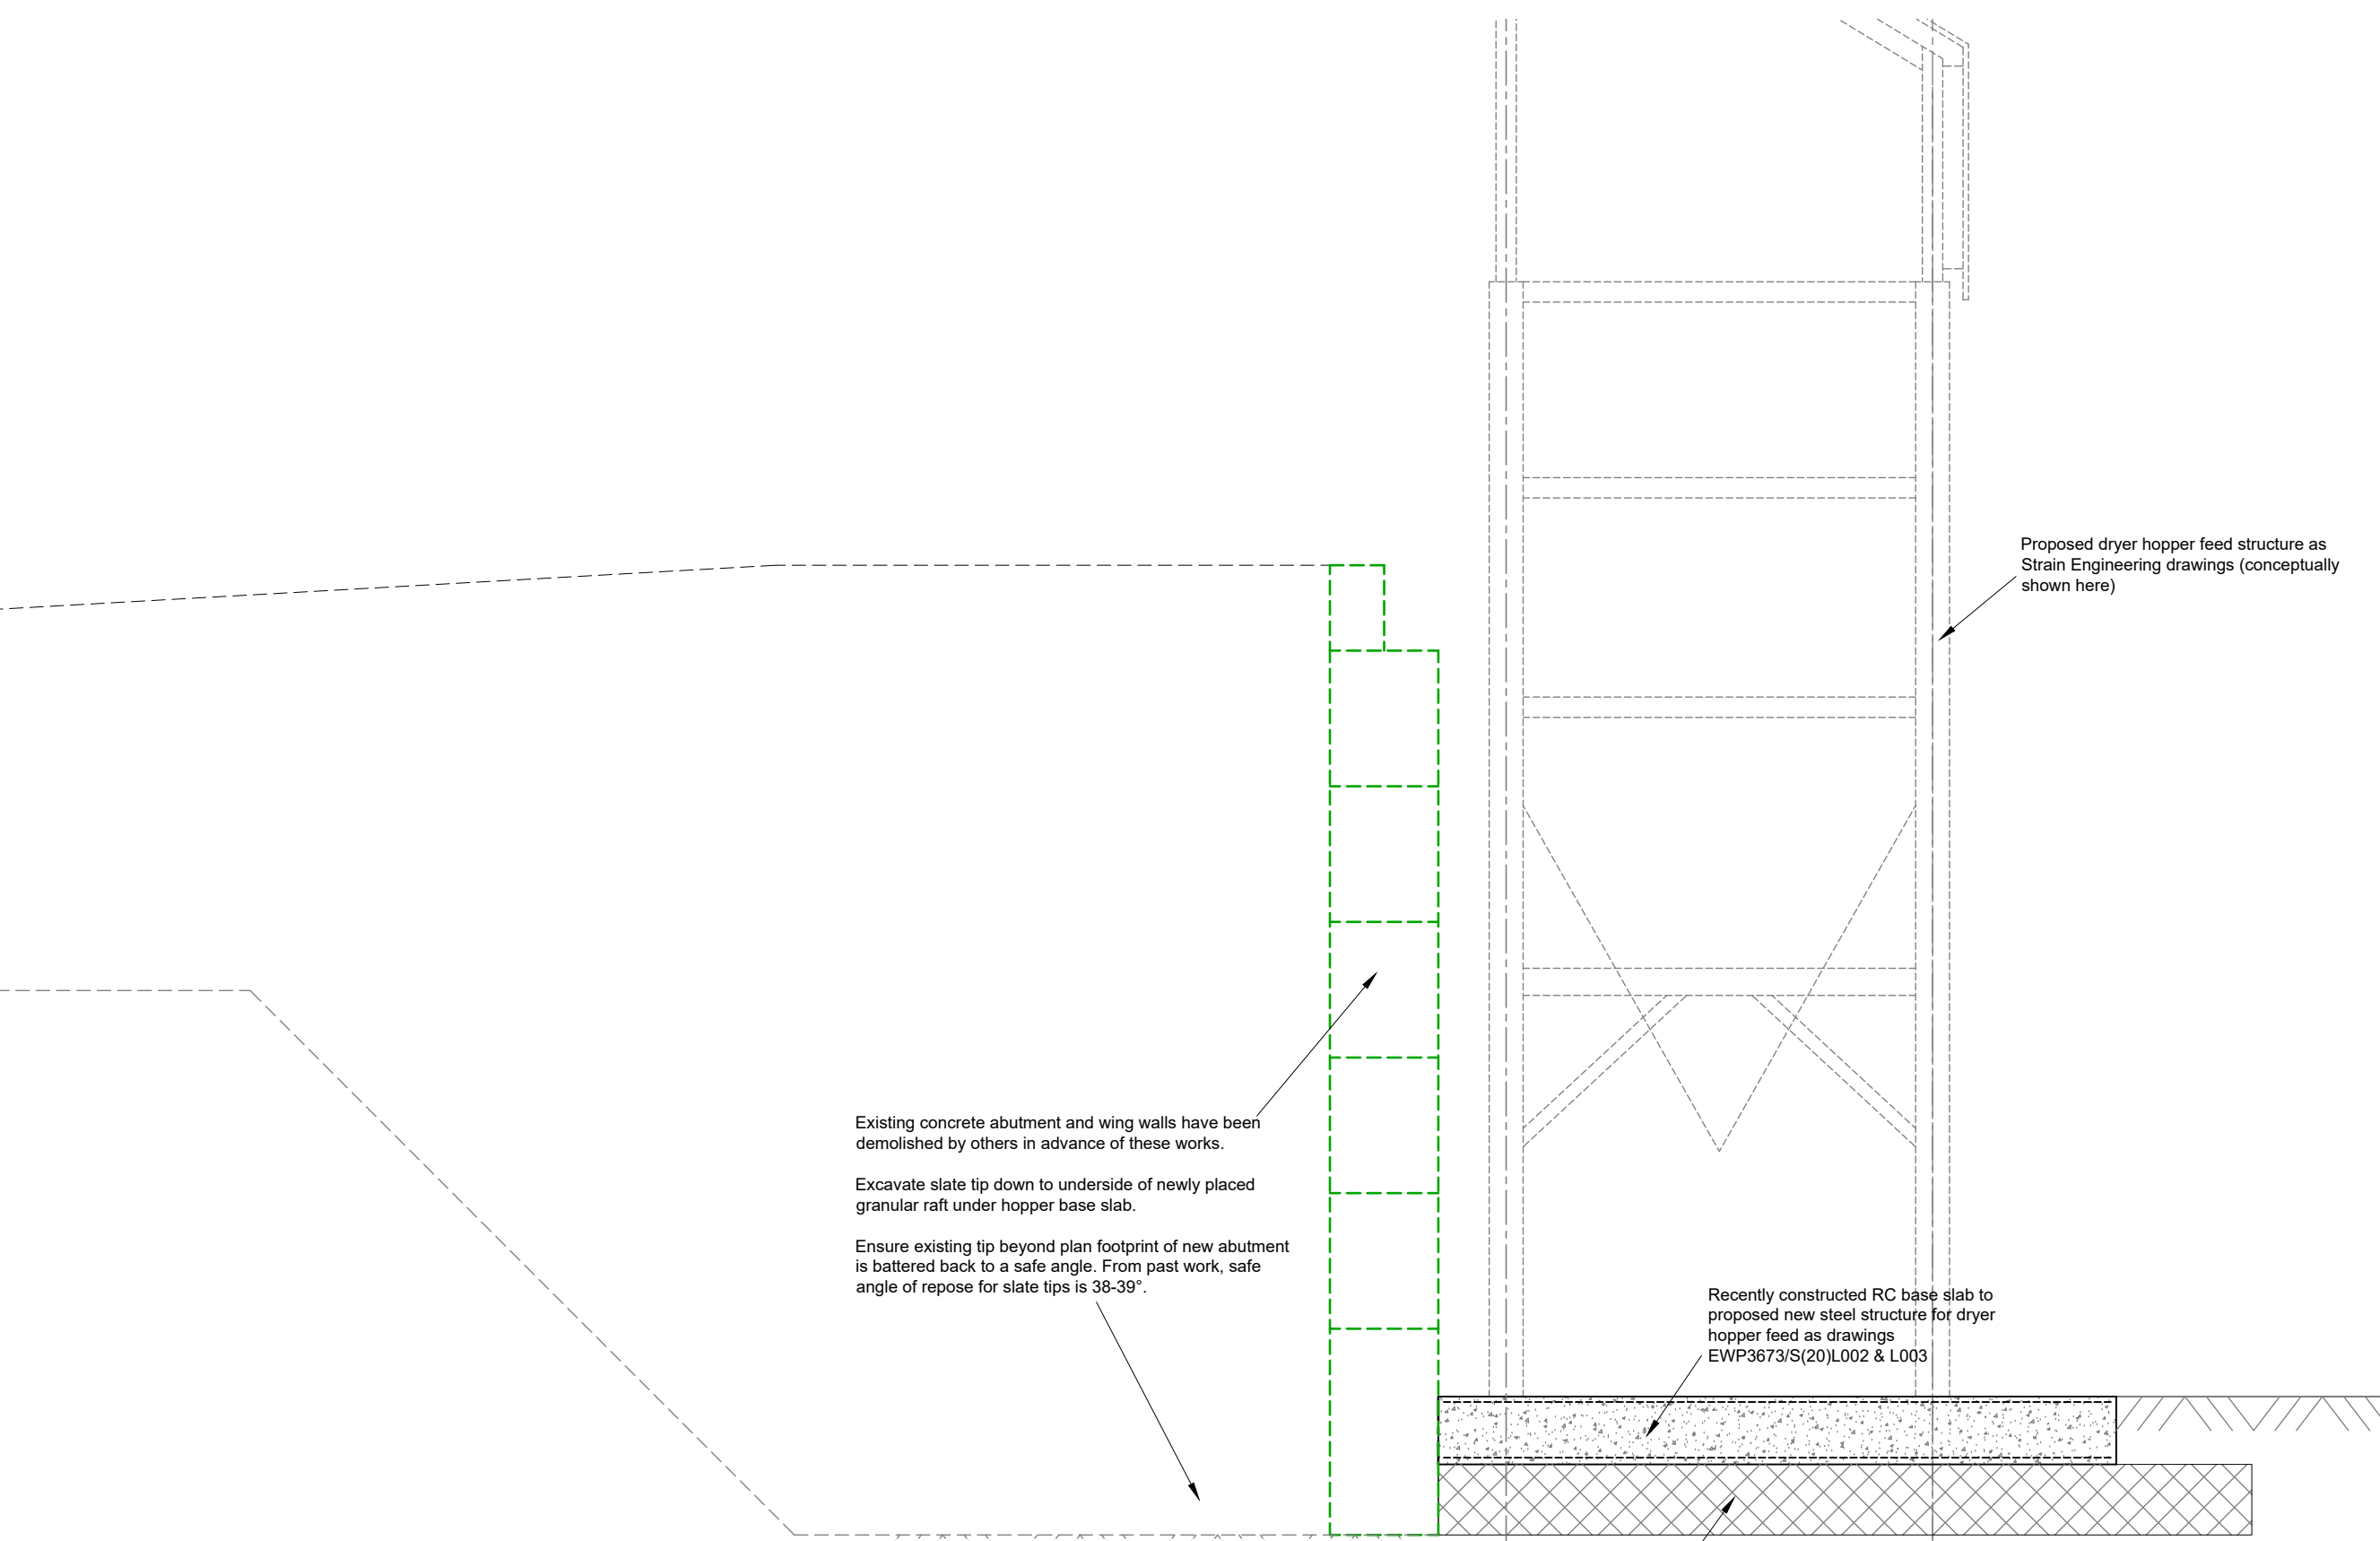 Proposed dryer hopper feed structure as
Strain Engineering drawings (conceptually
shown here)
Existing concrete abutment and wing walls have been
demolished by others in advance of these works.
Excavate slate tip down to underside of newly placed
granular raft under hopper base slab.
Ensure existing tip beyond plan footprint of new abutment
is battered back to a safe angle. From past work, safe
angle of repose for slate tips is 38-39°.
Recently constructed RC base slab to
proposed new steel structure for dryer
hopper feed as drawings
EWP3673/S(20)L002 & L003